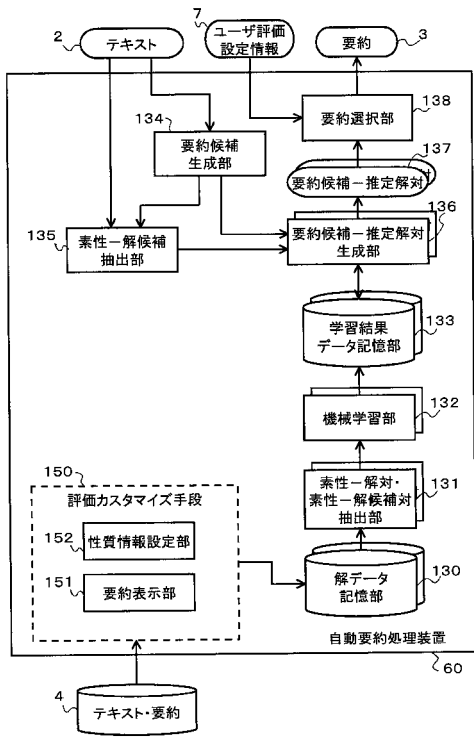 2
テキスト
7
ユーザ評価
設定情報
要約
3
138
要約選択部
134
要約候補
生成部
137
要約候補－推定解対
136
要約候補－推定解対
生成部
135
素性－解候補
抽出部
133
学習結果
データ記憶部
132
機械学習部
131
素性－解対・
素性－解候補対
抽出部
150
評価カスタマイズ手段
152
性質情報設定部
151
要約表示部
130
解データ
記憶部
自動要約処理装置
60
4
テキスト・要約